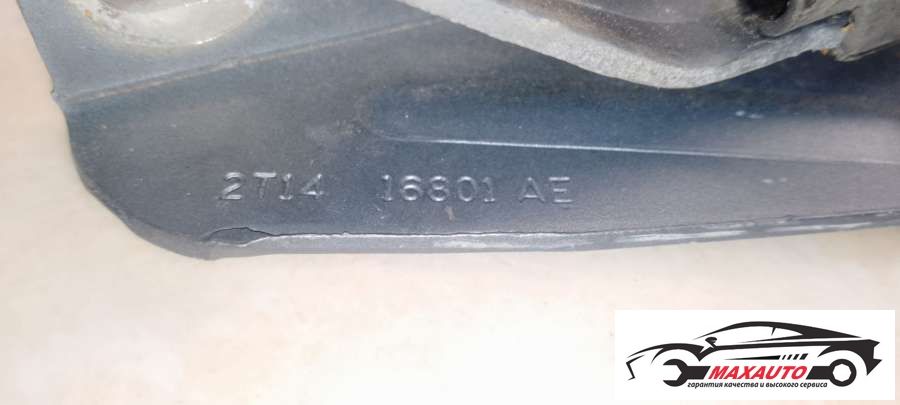 2T14 16801 AE
MAXAUTO
гарантия качества и высокого сервиса